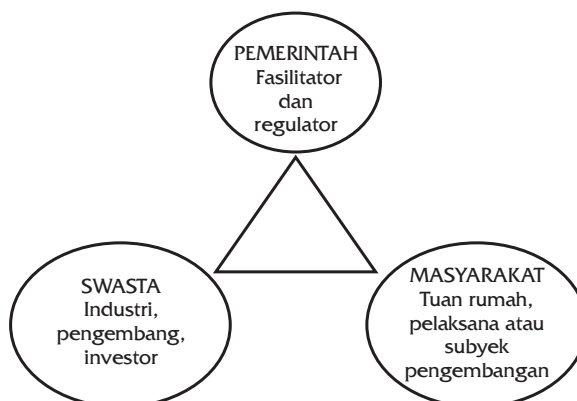 PEMERINTAH
Fasilitator
dan
regulator
SWASTA
Industri,
pengembang,
investor
MASYARAKAT
Tuan rumah,
pelaksana atau
subyek
pengembangan